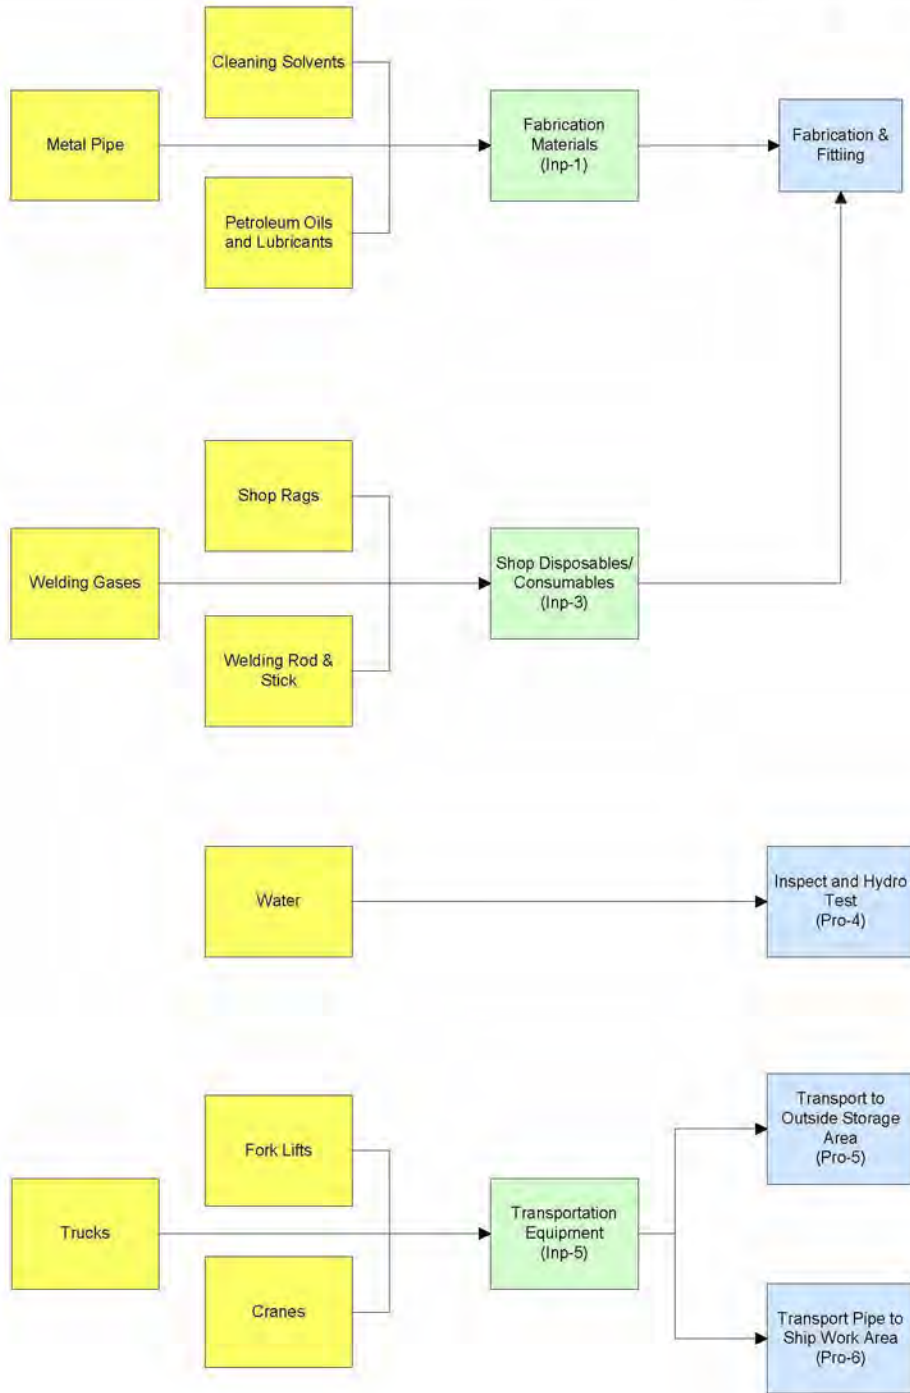 Cleaning Solvents
Metal Pipe
Petroleum Oils
and Lubricants
Fabrication
Materials
(Inp-1)
Fabrication &
Fittiing
Shop Rags
Welding Gases
Welding Rod &
Stick
Shop Disposables/
Consumables
(Inp-3)
Water
Inspect and Hydro
Test
(Pro-4)
Fork Lifts
Trucks
Cranes
Transportation
Equipment
(Inp-5)
Transport to
Outside Storage
Area
(Pro-5)
Transport Pipe to
Ship Work Area
(Pro-6)